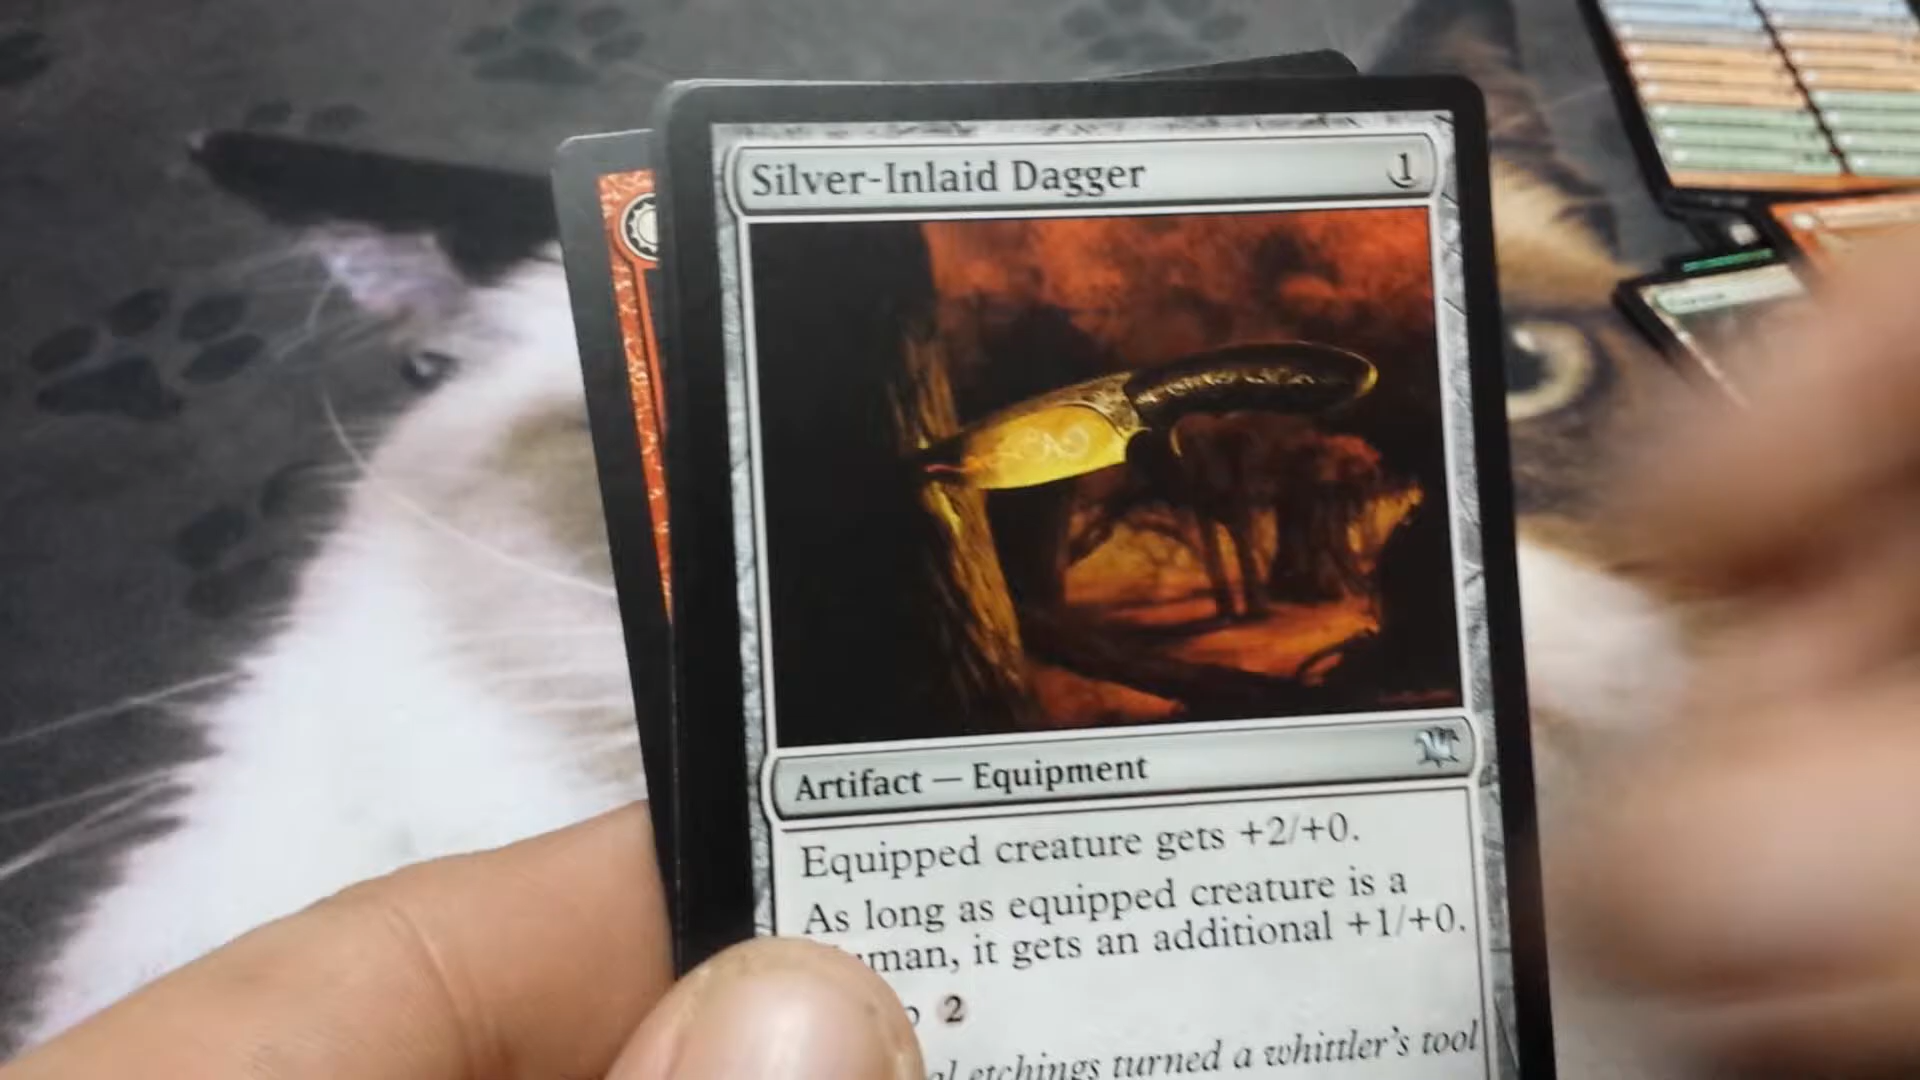 Silver-Inlaid Dagger 1
Artifact — Equipment
Equipped creature gets +2/+0.
As long as equipped creature is a
man, it gets an additional +1/+0.
2
etchings turned a whittler's tool